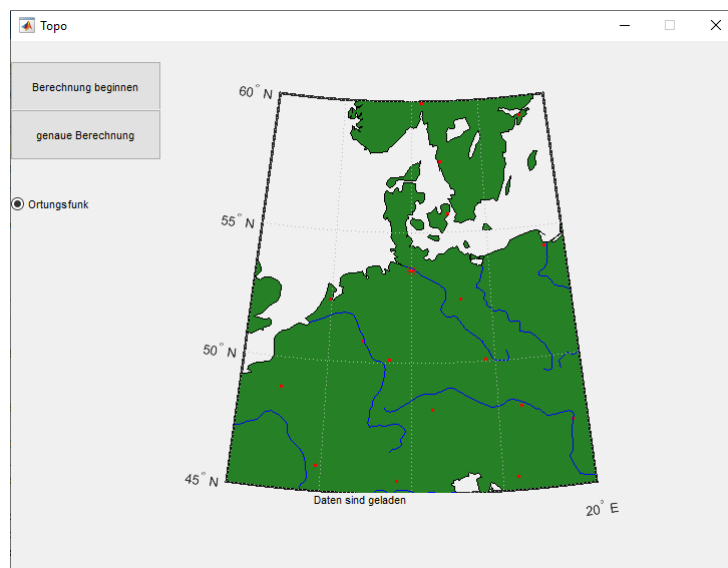 Topo
Berechnung beginnen
genaue Berechnung
Ortungsfunk
60° N
55° N
50° N
45° N
20° E
Daten sind geladen